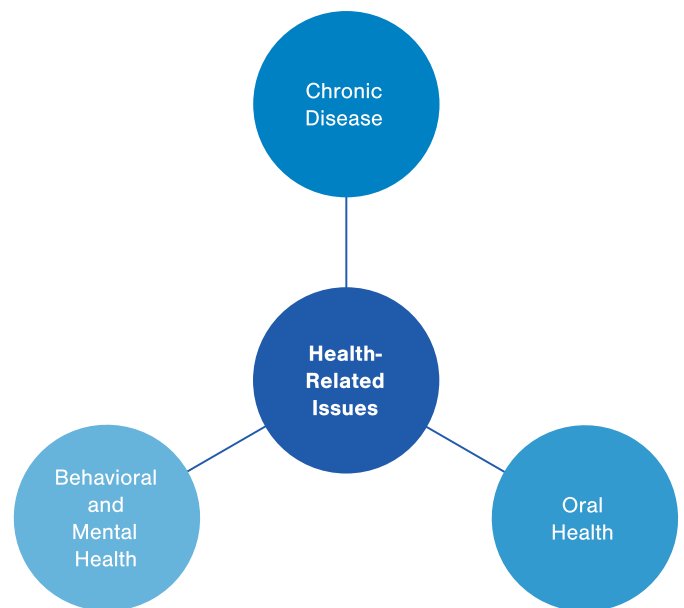 Chronic
Disease
Health-
Related
Issues
Behavioral
and
Mental
Health
Oral
Health